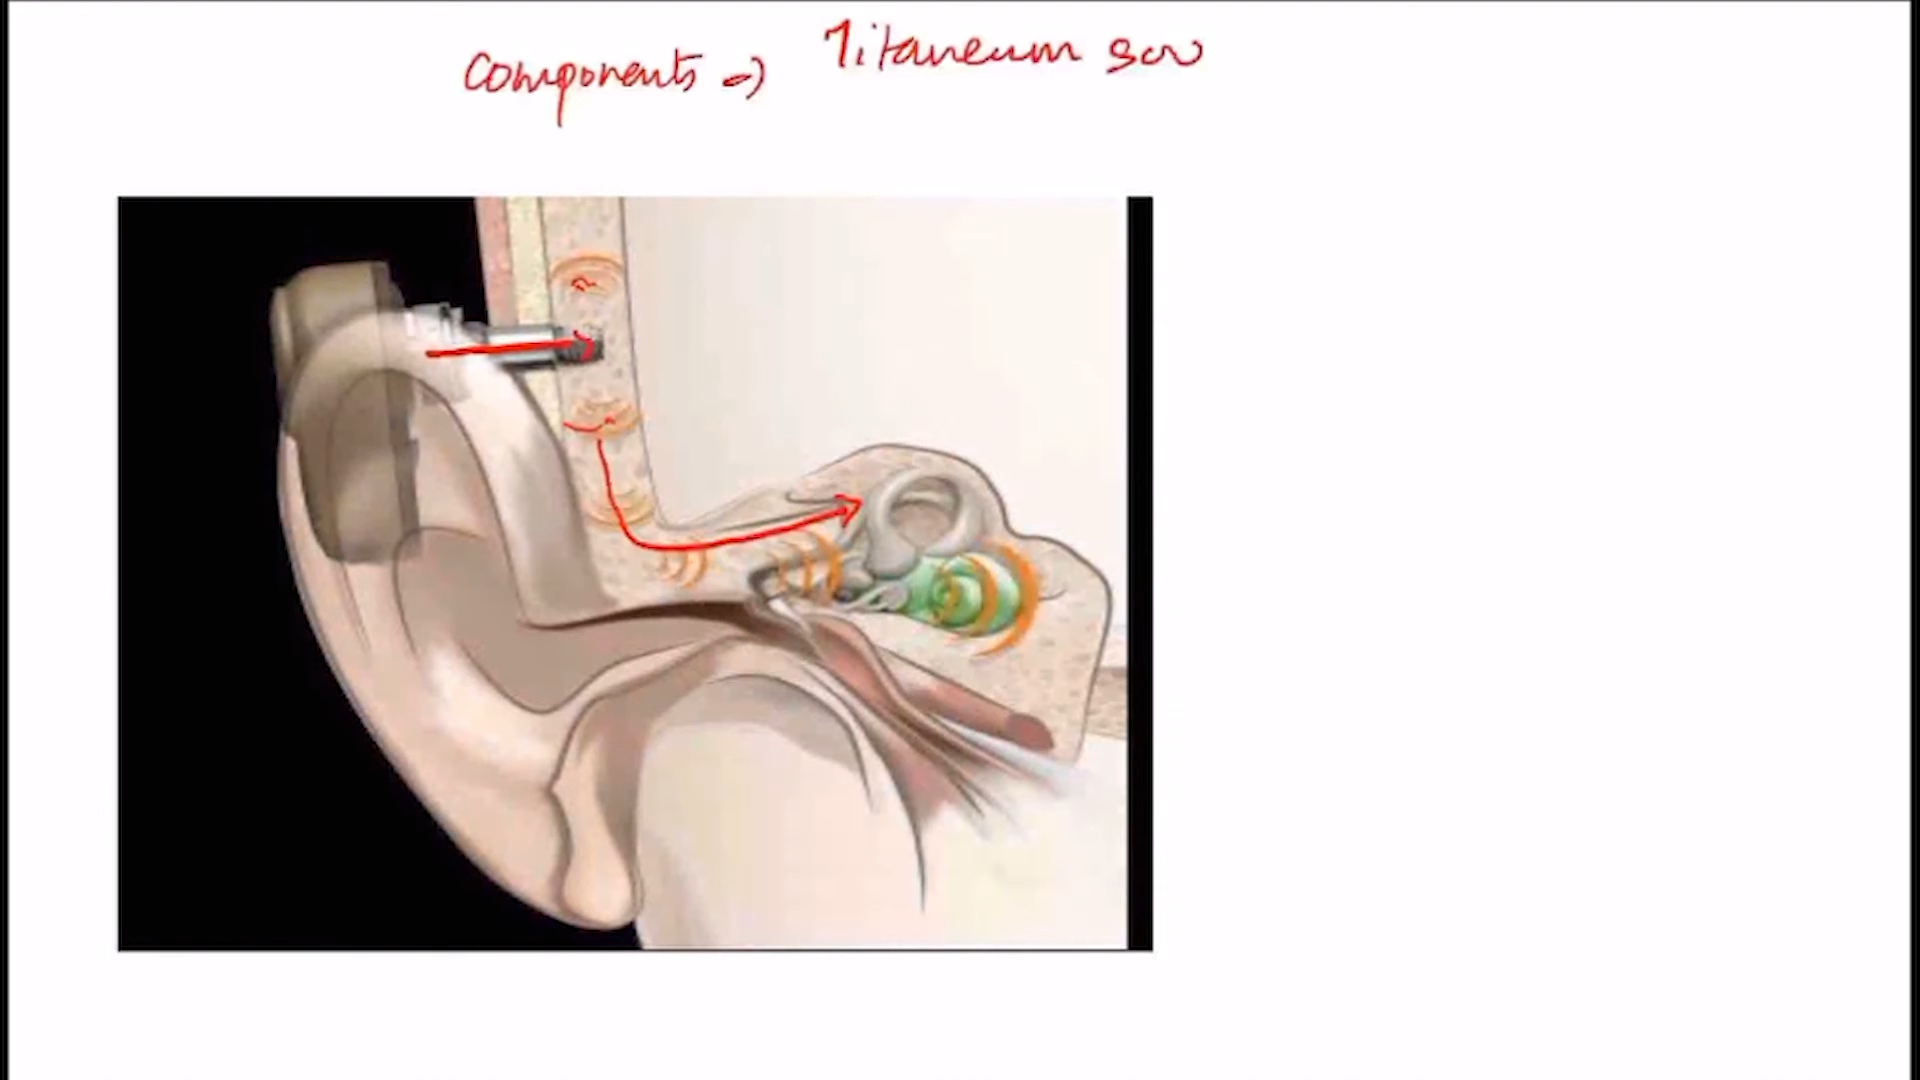 Components → Titaneum scr